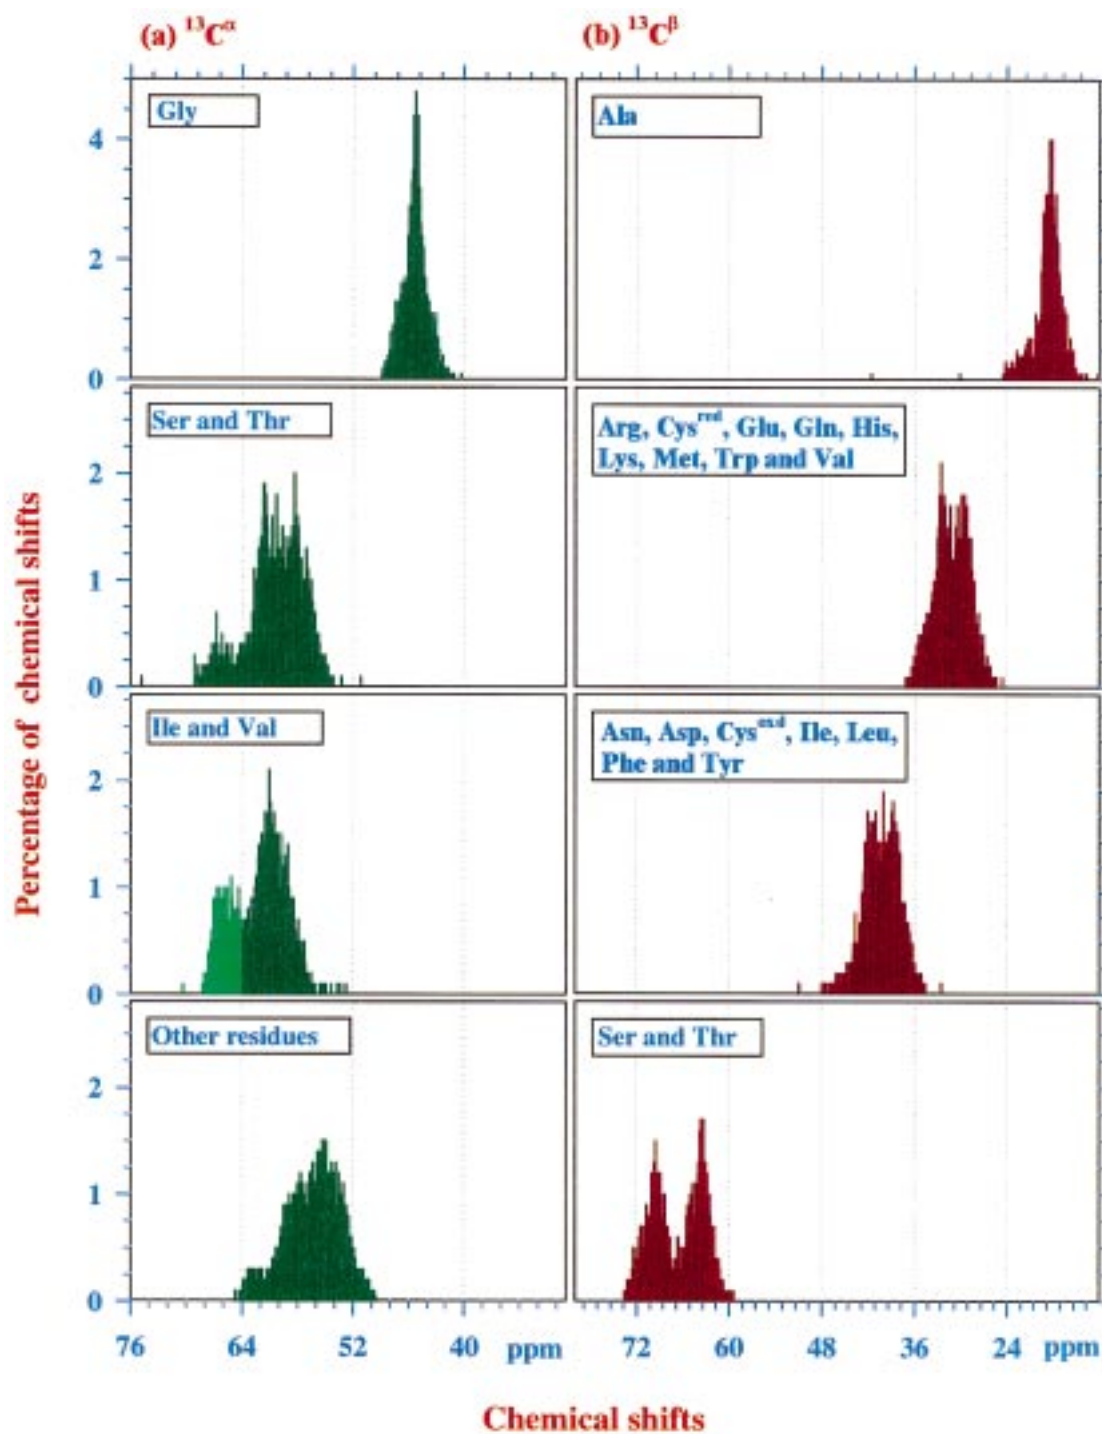 (a) ¹³Cᵅ
(b) ¹³Cᵝ
Percentage of chemical shifts
Gly
4
2
0
Ala
Ser and Thr
2
1
0
Arg, Cysʳᵉᵈ, Glu, Gln, His,
Lys, Met, Trp and Val
Ile and Val
2
1
0
Asn, Asp, Cysᵒˣᵈ, Ile, Leu,
Phe and Tyr
Other residues
2
1
0
Ser and Thr
76 64 52 40 ppm
72 60 48 36 24 ppm
Chemical shifts